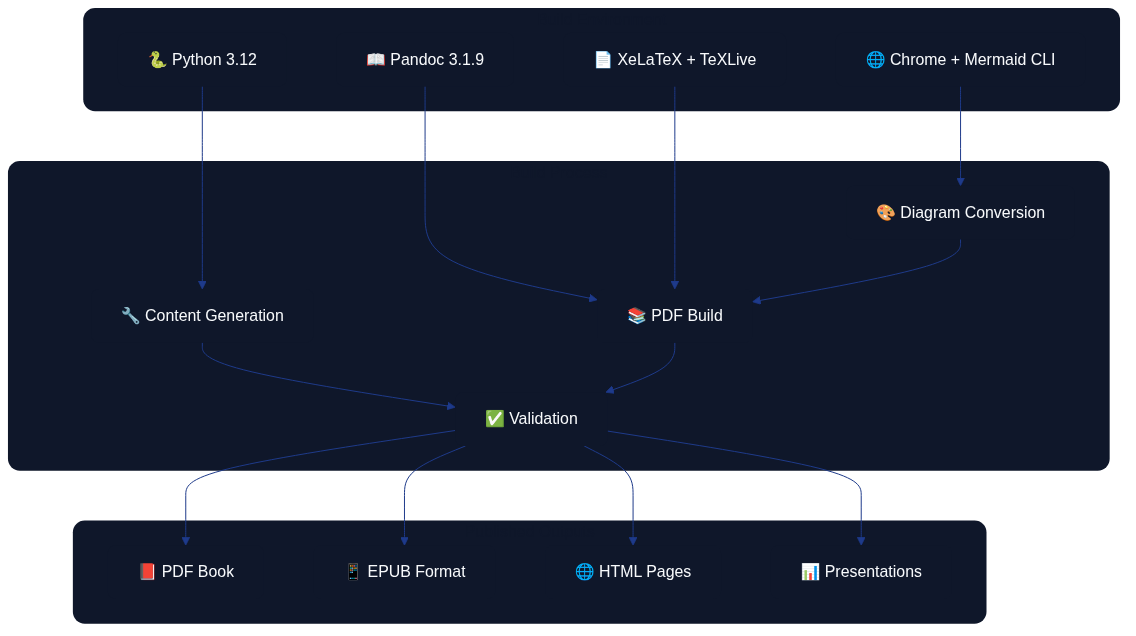 🐍 Python 3.12
📖 Pandoc 3.1.9
📄 XeLaTeX + TeXLive
🌐 Chrome + Mermaid CLI
🎨 Diagram Conversion
🔧 Content Generation
📚 PDF Build
✅ Validation
📕 PDF Book
📱 EPUB Format
🌐 HTML Pages
📊 Presentations